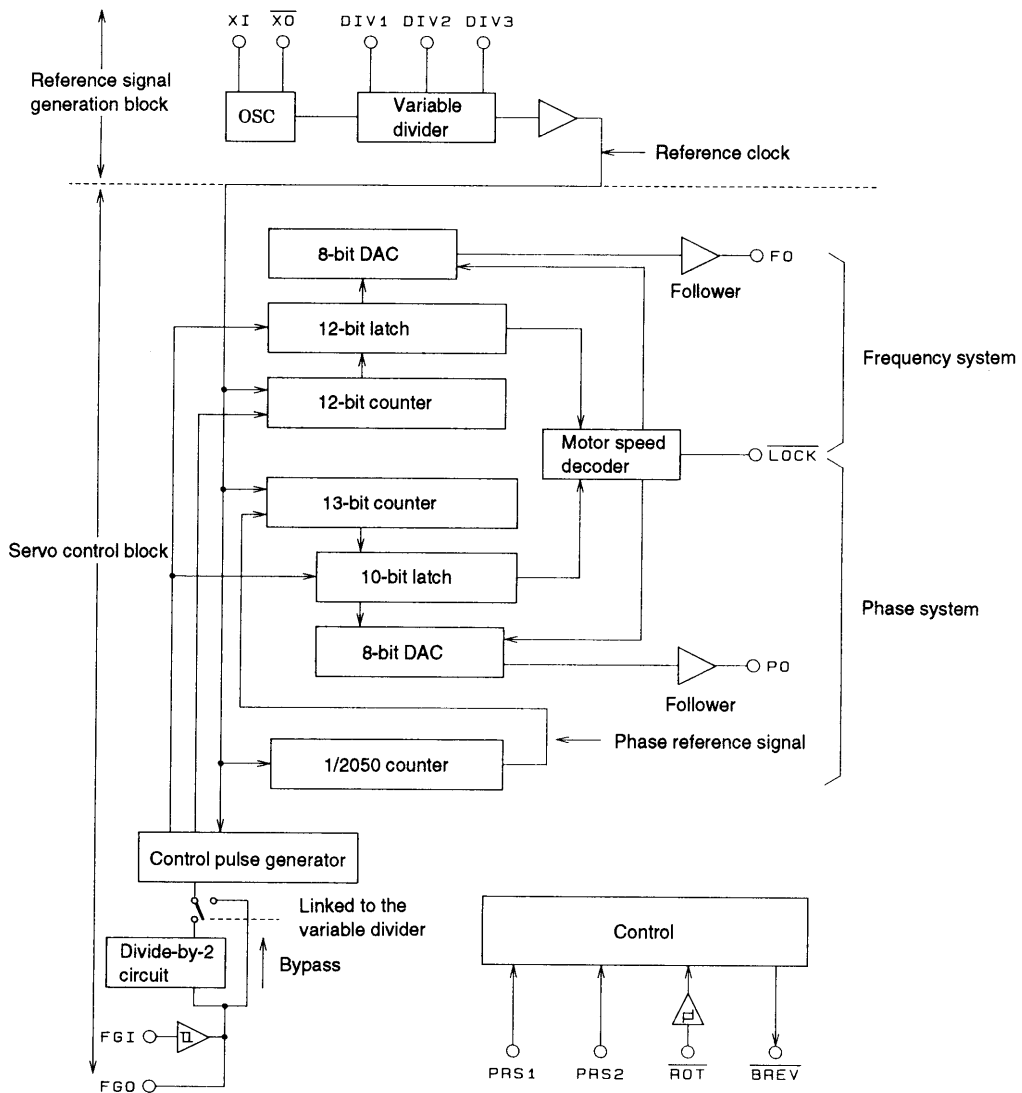 XI XO DIV1 DIV2 DIV3
Reference signal
generation block
OSC
Variable
divider
Reference clock
8-bit DAC
FO
Follower
12-bit latch
Frequency system
12-bit counter
Motor speed
decoder
LOCK
13-bit counter
Servo control block
10-bit latch
Phase system
8-bit DAC
PO
Follower
Phase reference signal
1/2050 counter
Control pulse generator
Linked to the
variable divider
Control
Divide-by-2
circuit
Bypass
FGI
FGO
PRS1 PRS2 ROT BREV